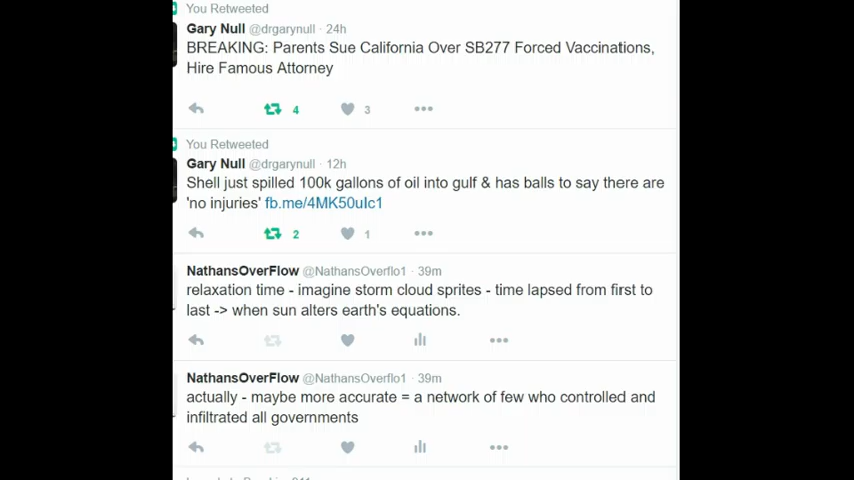 You Retweeted
Gary Null @drgarynull · 24h
BREAKING: Parents Sue California Over SB277 Forced Vaccinations,
Hire Famous Attorney
4 3
You Retweeted
Gary Null @drgarynull · 12h
Shell just spilled 100k gallons of oil into gulf & has balls to say there are
'no injuries' fb.me/4MK50uIc1
2 1
NathansOverFlow @NathansOverflo1 · 39m
relaxation time - imagine storm cloud sprites - time lapsed from first to
last -> when sun alters earth's equations.
NathansOverFlow @NathansOverflo1 · 39m
actually - maybe more accurate = a network of few who controlled and
infiltrated all governments